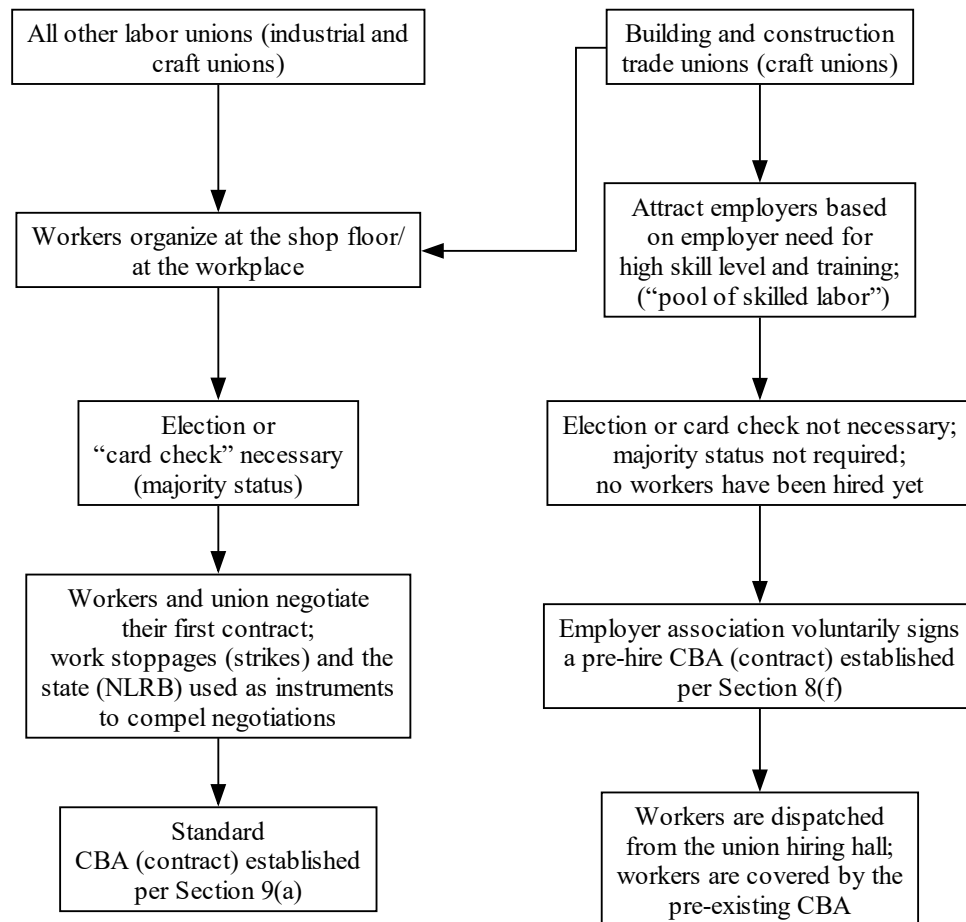 All other labor unions (industrial and
craft unions)
Building and construction
trade unions (craft unions)
Workers organize at the shop floor/
at the workplace
Attract employers based
on employer need for
high skill level and training;
(“pool of skilled labor”)
Election or
“card check” necessary
(majority status)
Election or card check not necessary;
majority status not required;
no workers have been hired yet
Workers and union negotiate
their first contract;
work stoppages (strikes) and the
state (NLRB) used as instruments
to compel negotiations
Employer association voluntarily signs
a pre-hire CBA (contract) established
per Section 8(f)
Standard
CBA (contract) established
per Section 9(a)
Workers are dispatched
from the union hiring hall;
workers are covered by the
pre-existing CBA